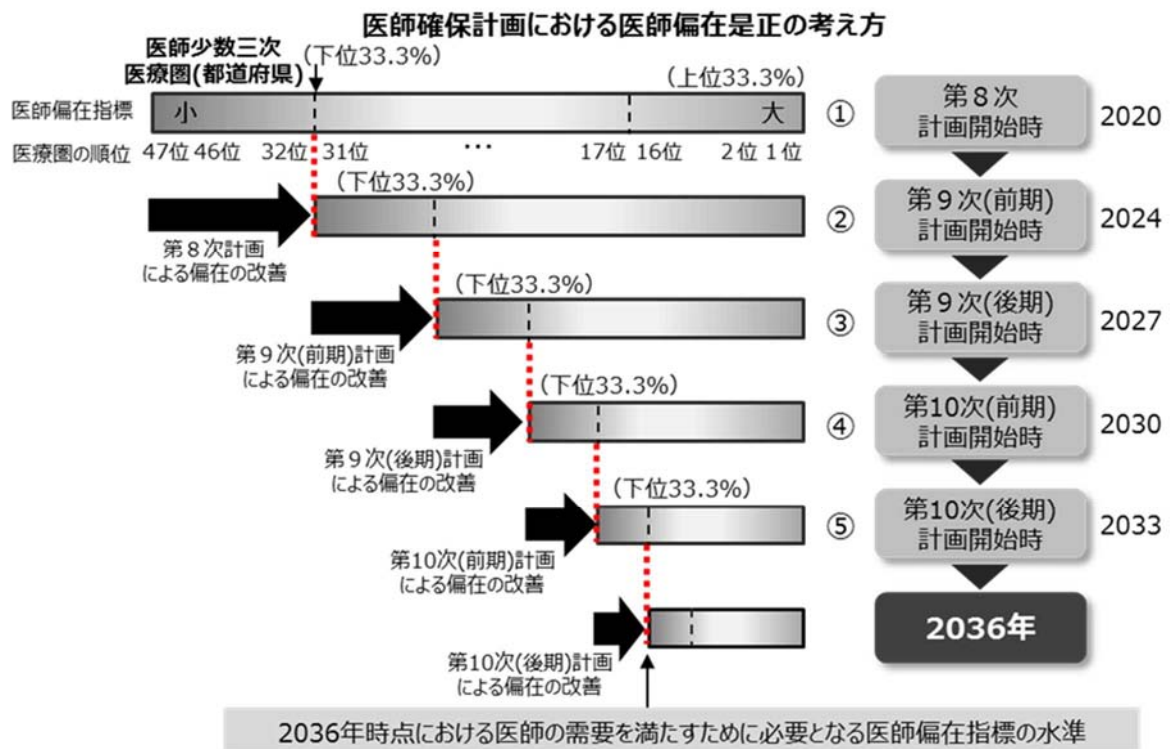 医師確保計画における医師偏在是正の考え方
医師少数三次
医療圏(都道府県)
(下位33.3%)
(上位33.3%)
医師偏在指標
小
大
①
第８次
計画開始時
2020
医療圏の順位
47位 46位 32位 31位 … 17位 16位 2位 1位
(下位33.3%)
②
第９次(前期)
計画開始時
2024
第８次計画
による偏在の改善
(下位33.3%)
③
第９次(後期)
計画開始時
2027
第９次(前期)計画
による偏在の改善
(下位33.3%)
④
第10次(前期)
計画開始時
2030
第９次(後期)計画
による偏在の改善
(下位33.3%)
⑤
第10次(後期)
計画開始時
2033
第10次(前期)計画
による偏在の改善
2036年
第10次(後期)計画
による偏在の改善
2036年時点における医師の需要を満たすために必要となる医師偏在指標の水準